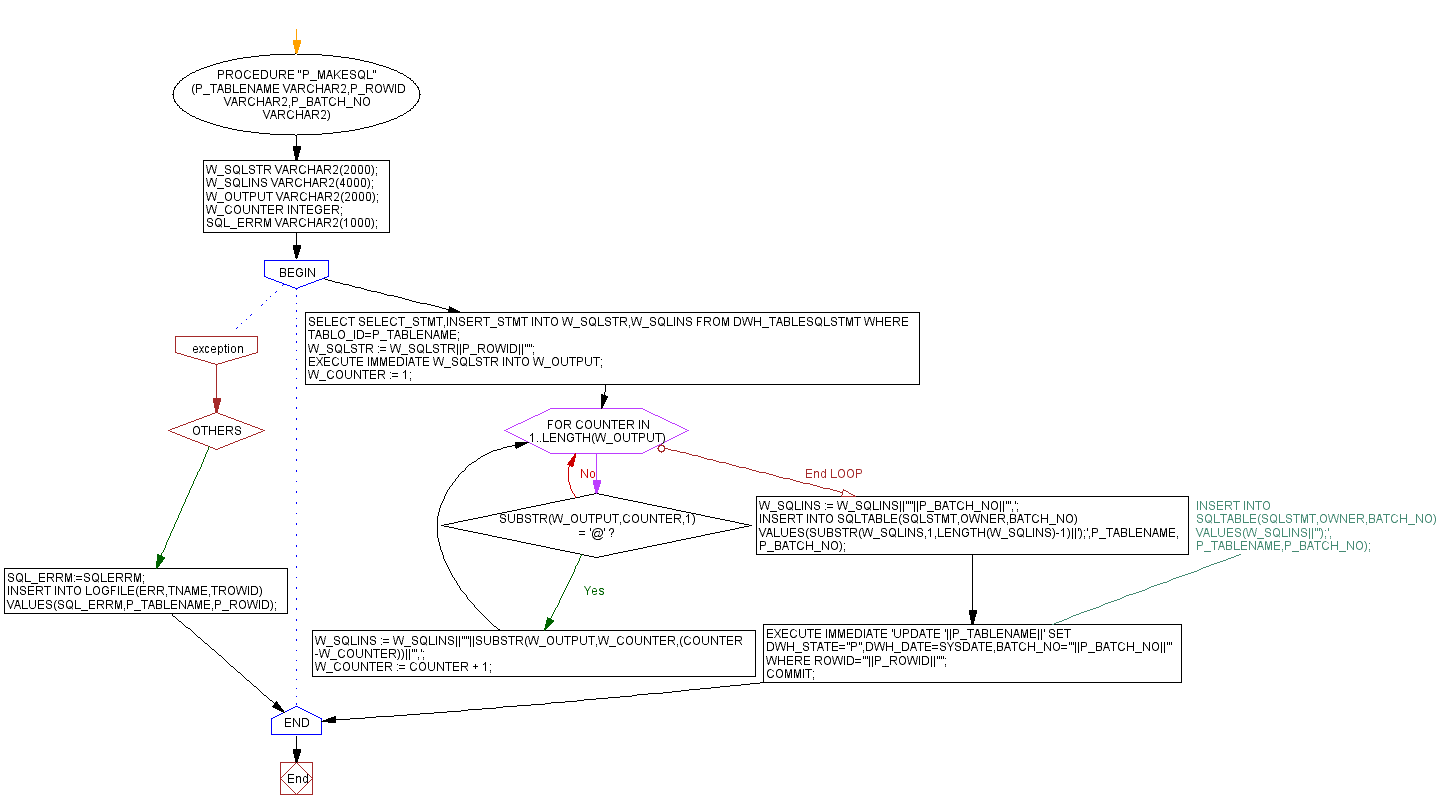 PROCEDURE "P_MAKESQL"
(P_TABLENAME VARCHAR2,P_ROWID
VARCHAR2,P_BATCH_NO
VARCHAR2)
W_SQLSTR VARCHAR2(2000);
W_SQLINS VARCHAR2(4000);
W_OUTPUT VARCHAR2(2000);
W_COUNTER INTEGER;
SQL_ERRM VARCHAR2(1000);
BEGIN
SELECT SELECT_STMT,INSERT_STMT INTO W_SQLSTR,W_SQLINS FROM DWH_TABLESQLSTMT WHERE
TABLO_ID=P_TABLENAME;
W_SQLSTR := W_SQLSTR||P_ROWID||'''';
EXECUTE IMMEDIATE W_SQLSTR INTO W_OUTPUT;
W_COUNTER := 1;
exception
OTHERS
FOR COUNTER IN
1..LENGTH(W_OUTPUT)
No
End LOOP
SUBSTR(W_OUTPUT,COUNTER,1)
= '@' ?
W_SQLINS := W_SQLINS||''''||P_BATCH_NO||''',';
INSERT INTO SQLTABLE(SQLSTMT,OWNER,BATCH_NO)
VALUES(SUBSTR(W_SQLINS,1,LENGTH(W_SQLINS)-1)||');',P_TABLENAME,
P_BATCH_NO);
INSERT INTO
SQLTABLE(SQLSTMT,OWNER,BATCH_NO)
VALUES(W_SQLINS||''');',
P_TABLENAME,P_BATCH_NO);
SQL_ERRM:=SQLERRM;
INSERT INTO LOGFILE(ERR,TNAME,TROWID)
VALUES(SQL_ERRM,P_TABLENAME,P_ROWID);
Yes
W_SQLINS := W_SQLINS||''''||SUBSTR(W_OUTPUT,W_COUNTER,(COUNTER
-W_COUNTER))||''',';
W_COUNTER := COUNTER + 1;
EXECUTE IMMEDIATE 'UPDATE '||P_TABLENAME||' SET
DWH_STATE=''P'',DWH_DATE=SYSDATE,BATCH_NO='''||P_BATCH_NO||'''
WHERE ROWID='''||P_ROWID||'''';
COMMIT;
END
End